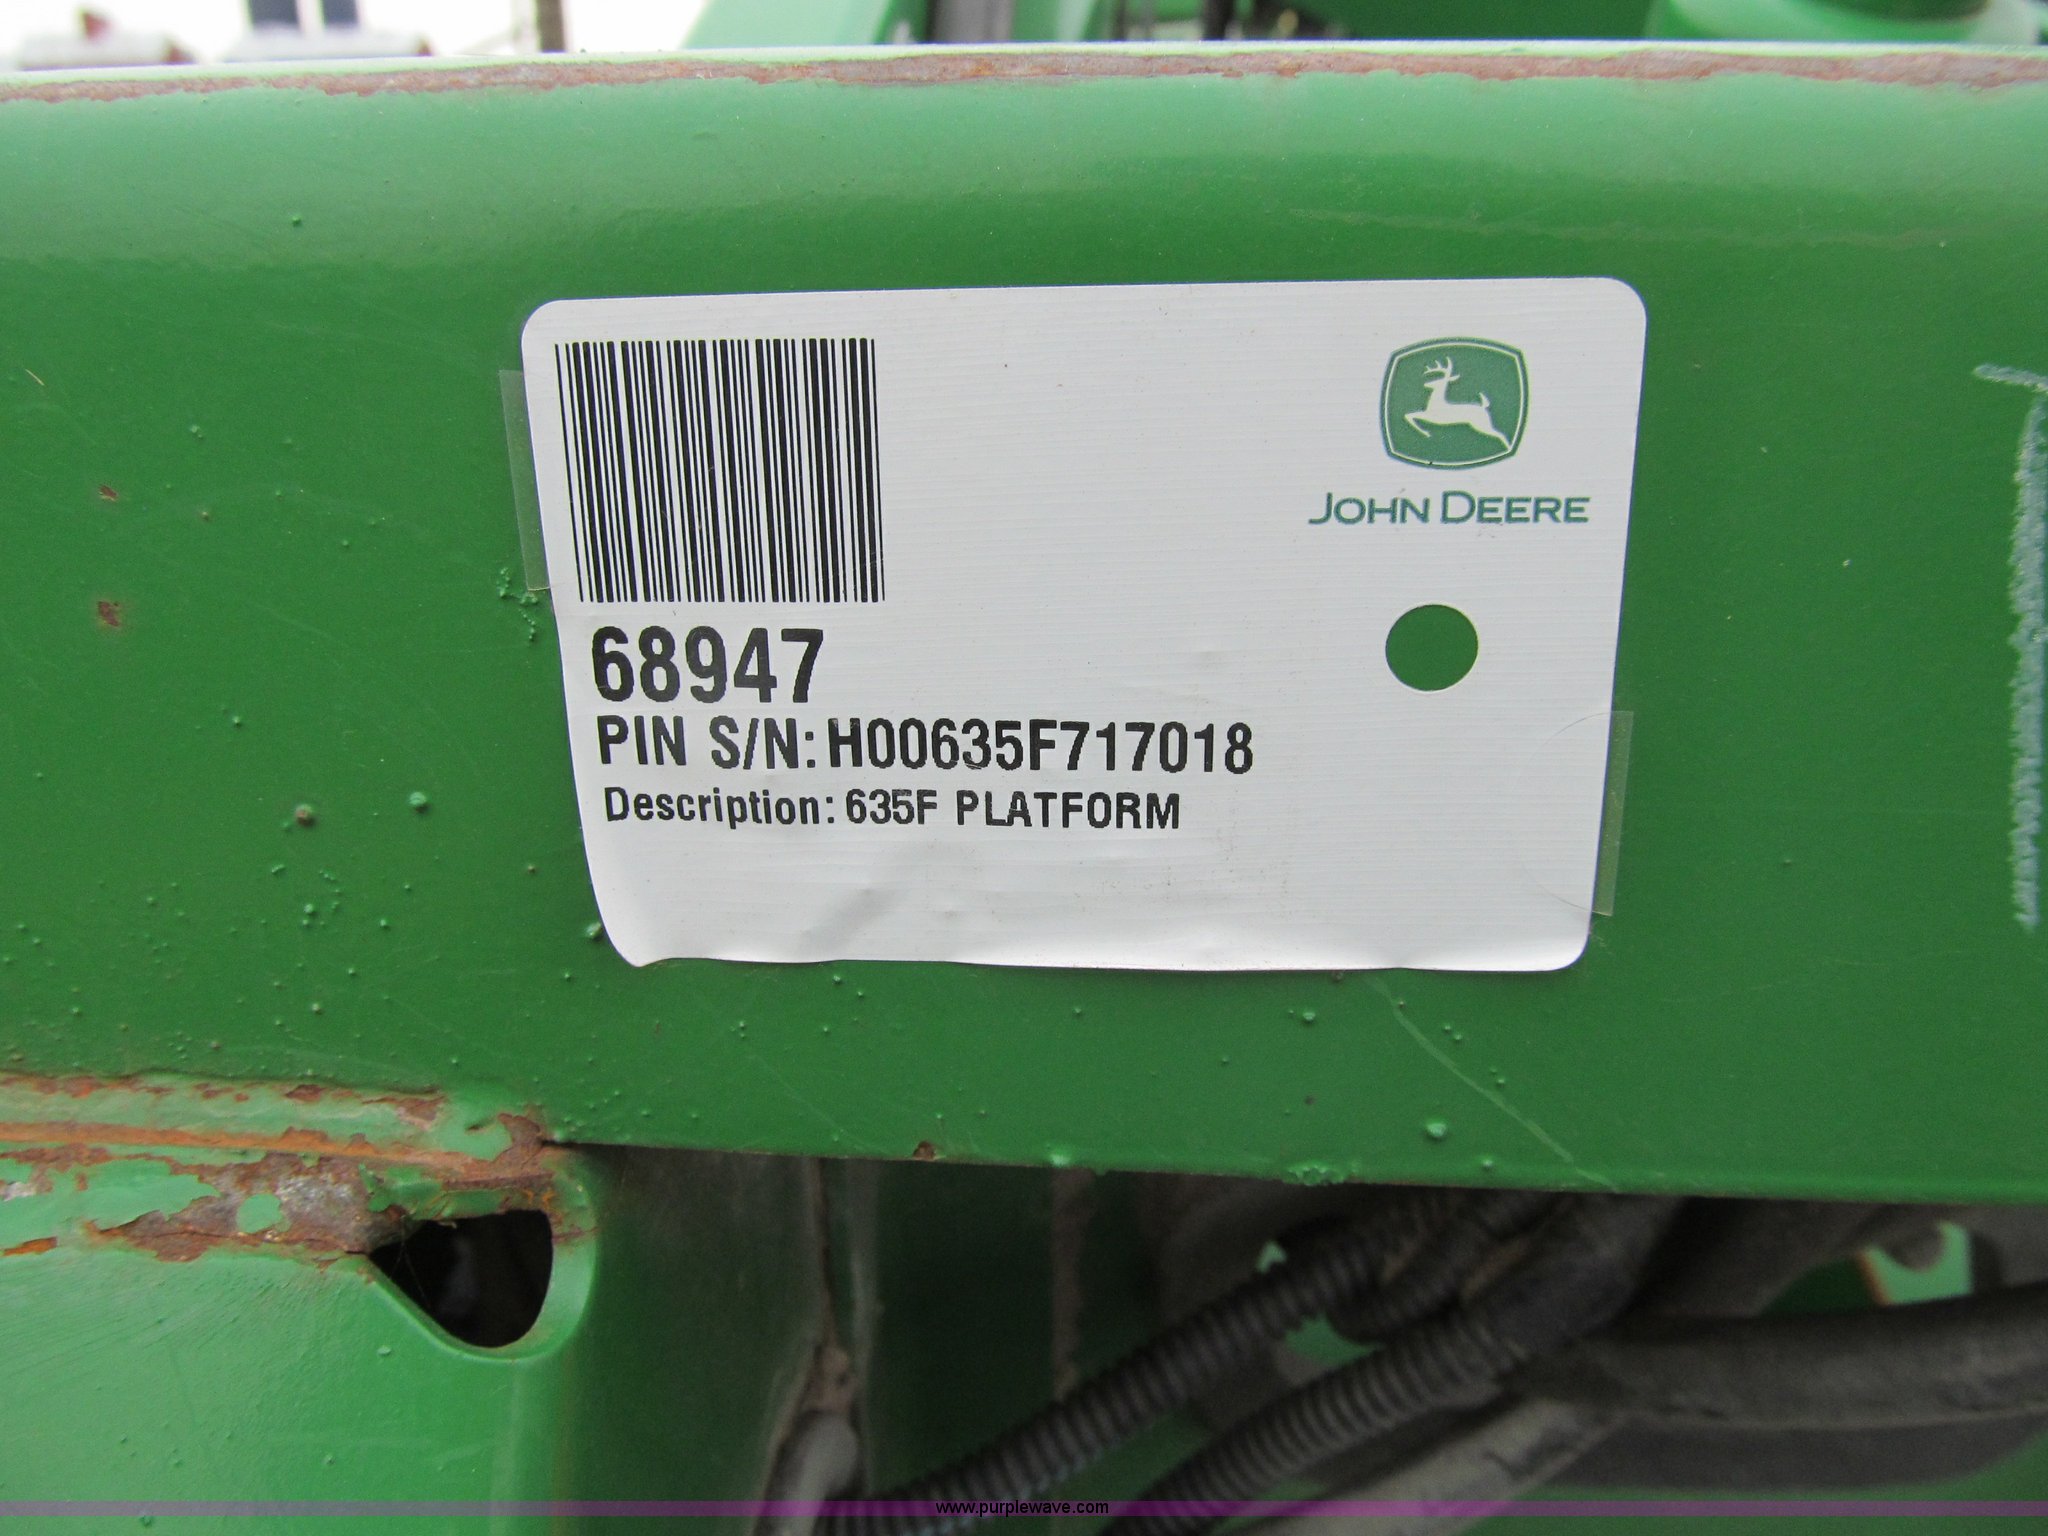 JOHN DEERE
68947
PIN S/N: H00635F717018
Description: 635F PLATFORM
www.purplewave.com